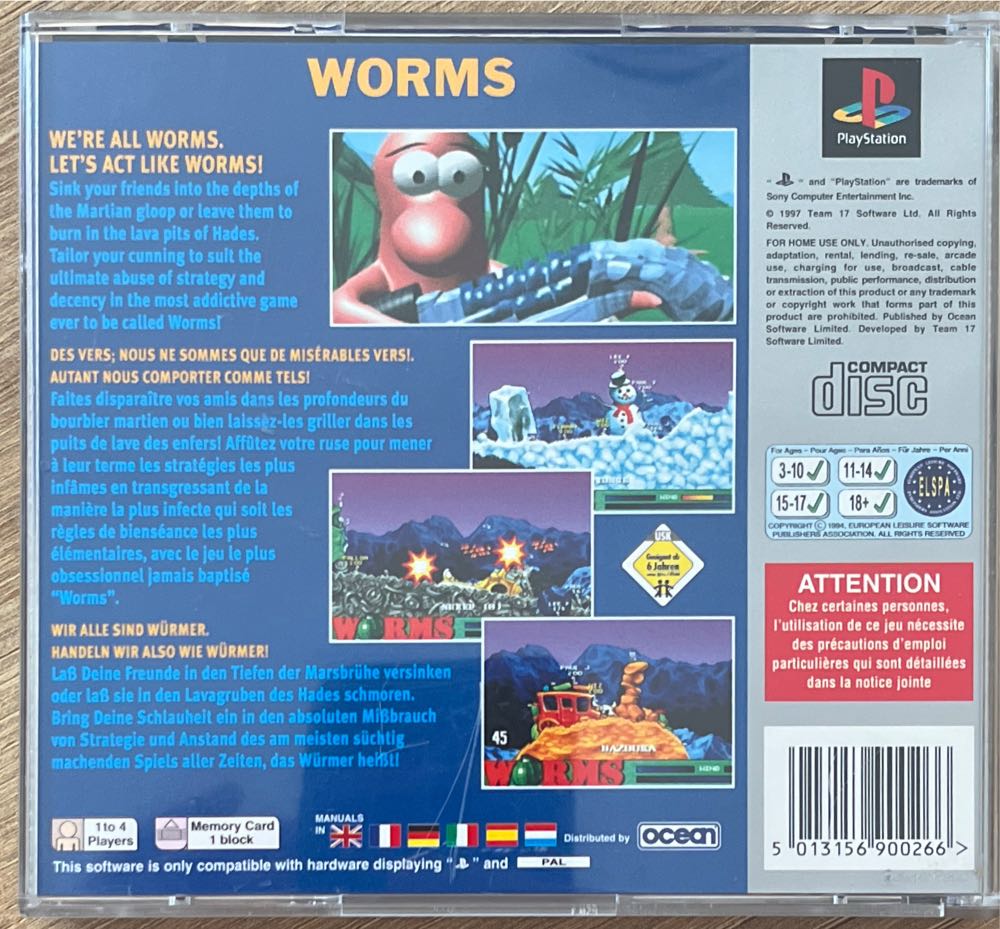 WORMS
WE'RE ALL WORMS.
LET'S ACT LIKE WORMS!
Sink your friends into the depths of
the Martian gloop or leave them to
burn in the lava pits of Hades.
Tailor your cunning to suit the
ultimate abuse of strategy and
decency in the most addictive game
ever to be called Worms!
DES VERS; NOUS NE SOMMES QUE DE MISÉRABLES VERS!.
AUTANT NOUS COMPORTER COMME TELS!
Faites disparaître vos amis dans les profondeurs du
bourbier martien ou bien laissez-les griller dans les
puits de lave des enfers! Affûtez votre ruse pour mener
à leur terme les stratégies les plus
infâmes en transgressant de la
manière la plus infecte qui soit les
règles de bienséance les plus
élémentaires, avec le jeu le plus
obsessionnel jamais baptisé
"Worms".
WIR ALLE SIND WÜRMER.
HANDELN WIR ALSO WIE WÜRMER!
Laß Deine Freunde in den Tiefen der Marsbrühe versinken
oder laß sie in den Lavagruben des Hades schmoren.
Bring Deine Schlauheit ein in den absoluten Mißbrauch
von Strategie und Anstand des am meisten süchtig
machenden Spiels aller Zeiten, das Würmer heißt!
WIND
WORMS
USK
Geeignet ab
6 Jahren
45
BAZOOKA
WORMS
WIND
1 to 4
Players
Memory Card
1 block
MANUALS
IN
Distributed by
ocean
This software is only compatible with hardware displaying " " and PAL
PlayStation
" " and "PlayStation" are trademarks of
Sony Computer Entertainment Inc.
© 1997 Team 17 Software Ltd. All Rights
Reserved.
FOR HOME USE ONLY. Unauthorised copying,
adaptation, rental, lending, re-sale, arcade
use, charging for use, broadcast, cable
transmission, public performance, distribution
or extraction of this product or any trademark
or copyright work that forms part of this
product are prohibited. Published by Ocean
Software Limited. Developed by Team 17
Software Limited.
COMPACT
disc
For Ages – Pour Ages – Para Años – Für Jahre – Per Anni
3-10
11-14
15-17
18+
ELSPA
COPYRIGHT © 1994, EUROPEAN LEISURE SOFTWARE
PUBLISHERS ASSOCIATION. ALL RIGHTS RESERVED
ATTENTION
Chez certaines personnes,
l'utilisation de ce jeu nécessite
des précautions d'emploi
particulières qui sont détaillées
dans la notice jointe
5 013156 900266 >